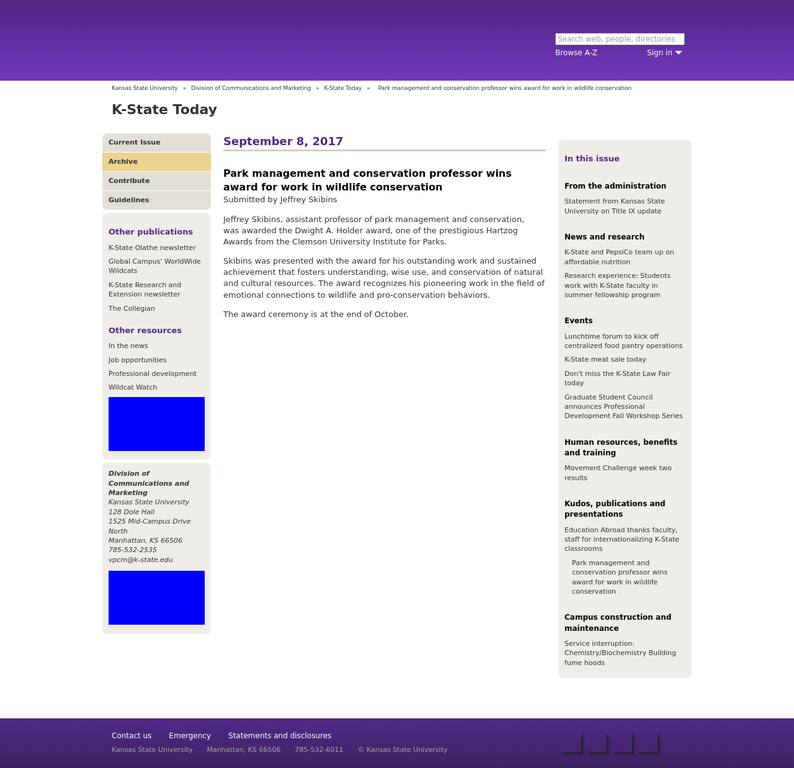 Search web, people, directories
Browse A-Z
Sign in
Kansas State University » Division of Communications and Marketing » K-State Today » Park management and conservation professor wins award for work in wildlife conservation
K-State Today
Current Issue
Archive
Contribute
Guidelines
Other publications
K-State Olathe newsletter
Global Campus' WorldWide
Wildcats
K-State Research and
Extension newsletter
The Collegian
Other resources
In the news
Job opportunities
Professional development
Wildcat Watch
Division of
Communications and
Marketing
Kansas State University
128 Dole Hall
1525 Mid-Campus Drive
North
Manhattan, KS 66506
785-532-2535
vpcm@k-state.edu
September 8, 2017
Park management and conservation professor wins
award for work in wildlife conservation
Submitted by Jeffrey Skibins
Jeffrey Skibins, assistant professor of park management and conservation,
was awarded the Dwight A. Holder award, one of the prestigious Hartzog
Awards from the Clemson University Institute for Parks.
Skibins was presented with the award for his outstanding work and sustained
achievement that fosters understanding, wise use, and conservation of natural
and cultural resources. The award recognizes his pioneering work in the field of
emotional connections to wildlife and pro-conservation behaviors.
The award ceremony is at the end of October.
In this issue
From the administration
Statement from Kansas State
University on Title IX update
News and research
K-State and PepsiCo team up on
affordable nutrition
Research experience: Students
work with K-State faculty in
summer fellowship program
Events
Lunchtime forum to kick off
centralized food pantry operations
K-State meat sale today
Don't miss the K-State Law Fair
today
Graduate Student Council
announces Professional
Development Fall Workshop Series
Human resources, benefits
and training
Movement Challenge week two
results
Kudos, publications and
presentations
Education Abroad thanks faculty,
staff for internationalizing K-State
classrooms
Park management and
conservation professor wins
award for work in wildlife
conservation
Campus construction and
maintenance
Service interruption:
Chemistry/Biochemistry Building
fume hoods
Contact us Emergency Statements and disclosures
Kansas State University Manhattan, KS 66506 785-532-6011 © Kansas State University